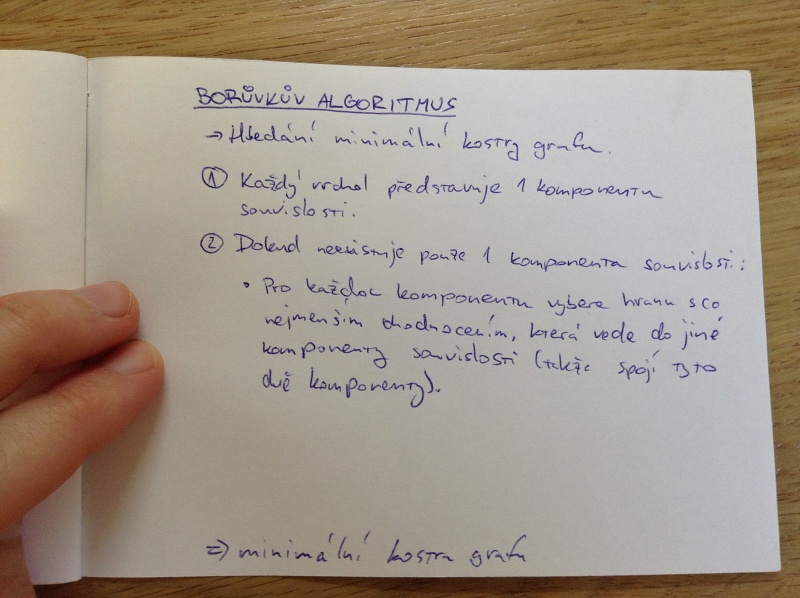 BORŮVKŮV ALGORITMUS
→ Hledání minimální kostry grafu.
① Každý vrchol představuje 1 komponentu
souvislosti.
② Dokud neexistuje pouze 1 komponenta souvislosti:
• Pro každou komponentu vybere hranu s co
nejmenším ohodnocením, která vede do jiné
komponenty souvislosti (takže spojí tyto
dvě komponenty).
⇒ minimální kostra grafu